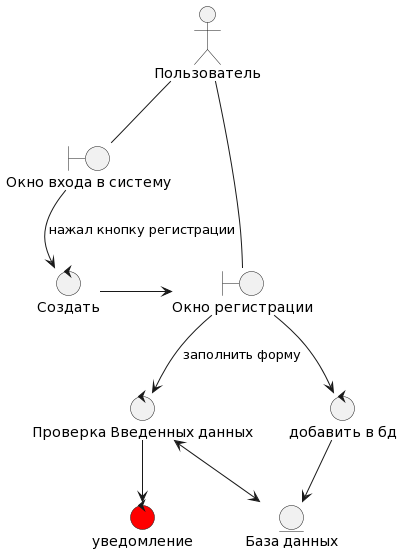 Пользователь
Окно входа в систему
нажал кнопку регистрации
Создать
Окно регистрации
заполнить форму
Проверка Введенных данных
добавить в бд
уведомление
База данных